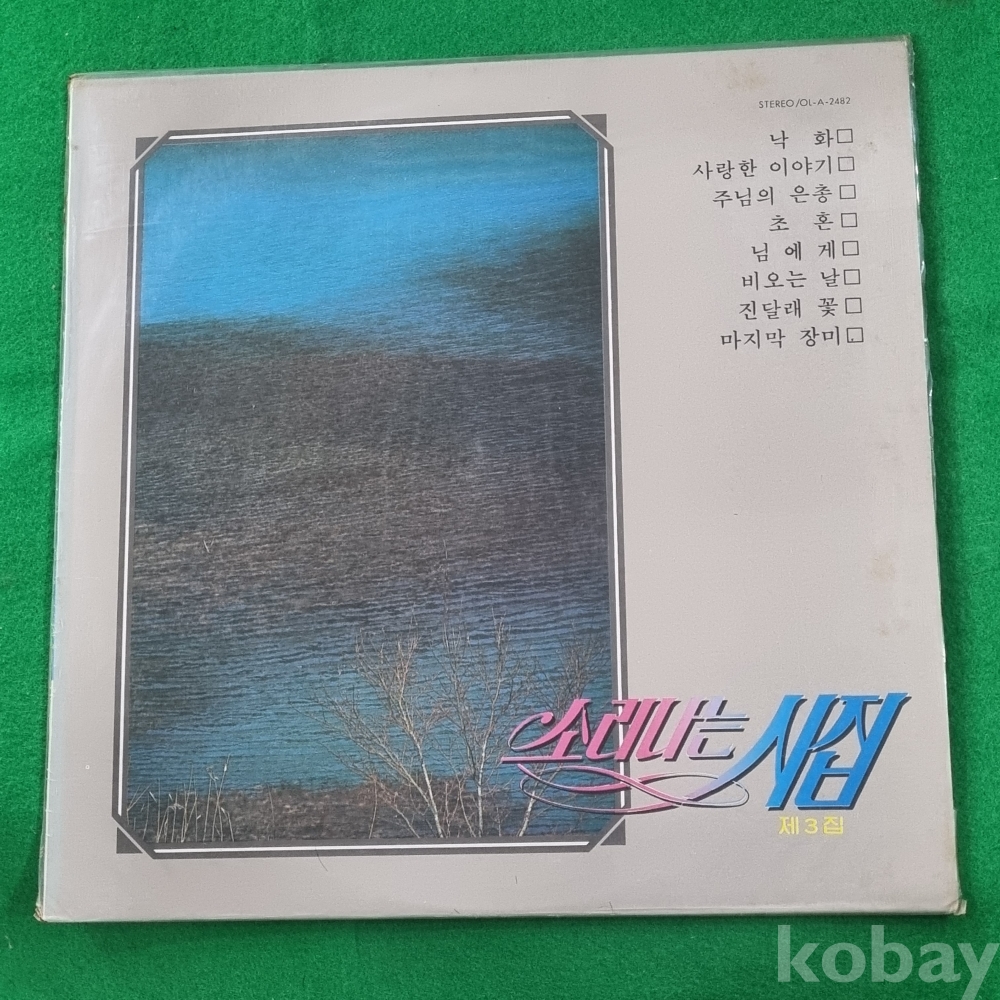 STEREO/OL-A-2482
낙 화□
사랑한 이야기□
주님의 은총□
초 혼□
님 에 게□
비오는 날□
진달래 꽃□
마지막 장미□
소리나는 시집
제3집
kobay